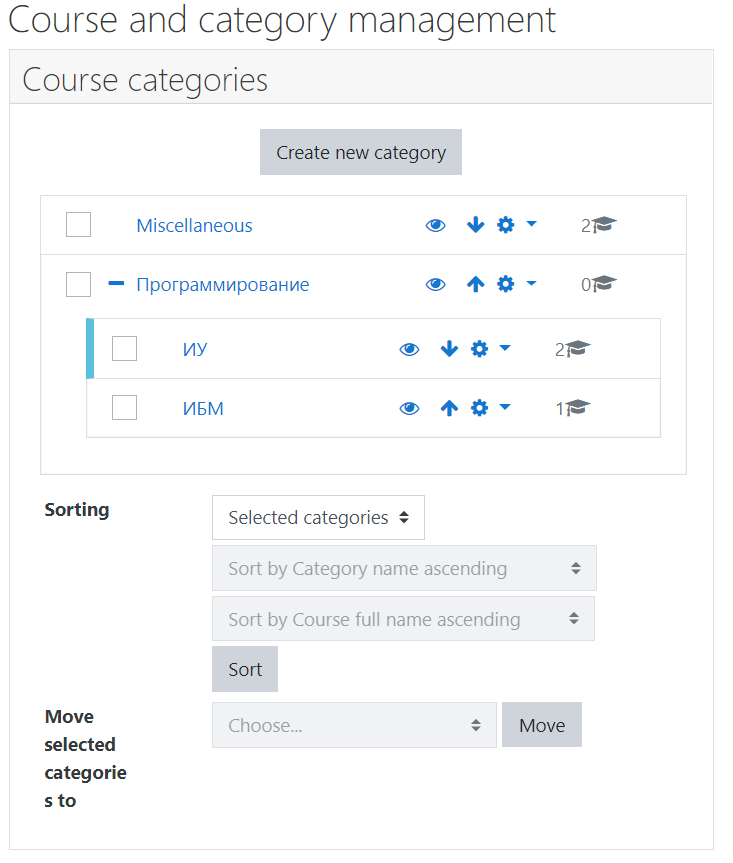 Course and category management
Course categories
Create new category
Miscellaneous 2
Программирование 0
ИУ 2
ИБМ 1
Sorting Selected categories
Sort by Category name ascending
Sort by Course full name ascending
Sort
Move Choose... Move
selected
categorie
s to